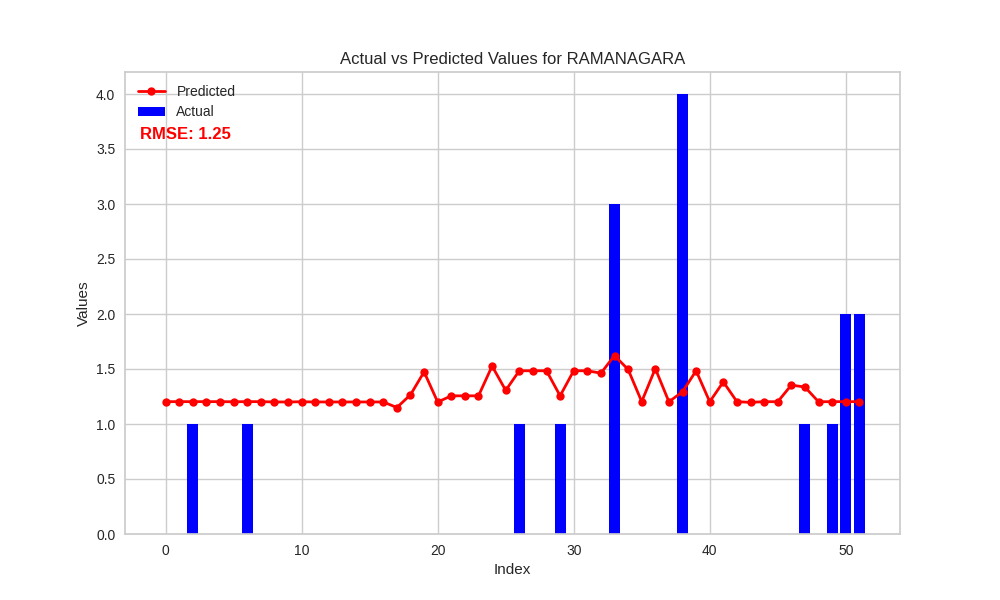 Actual vs Predicted Values for RAMANAGARA
Predicted
Actual
RMSE: 1.25
4.0
3.5
3.0
2.5
2.0
1.5
1.0
0.5
0.0
Values
0 10 20 30 40 50
Index